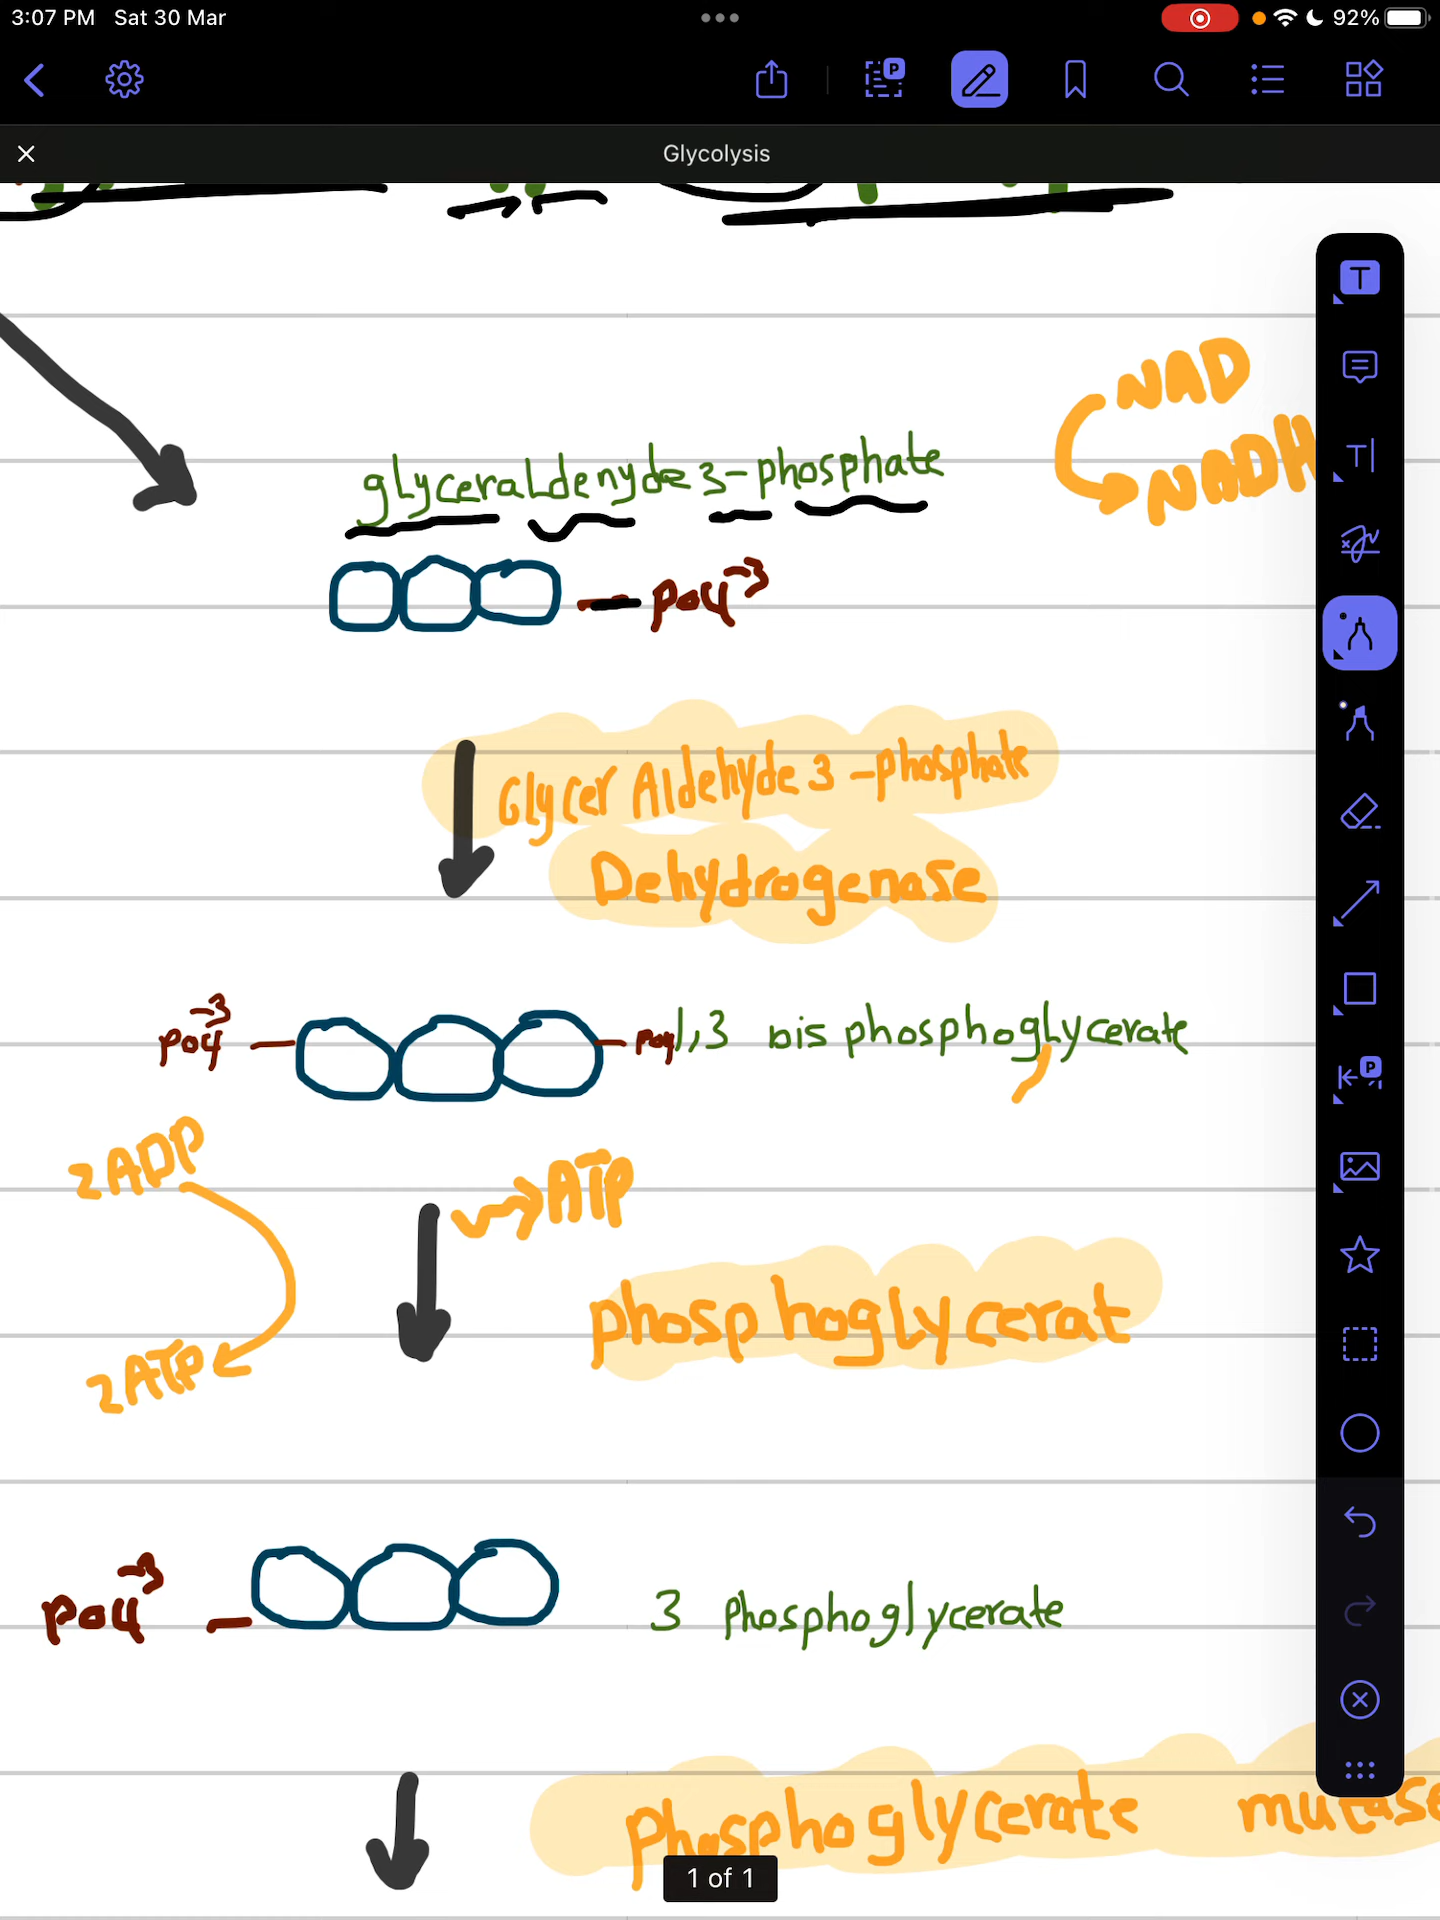 3:07 PM Sat 30 Mar
92%
Glycolysis
NAD
NADH
glyceraldenyde 3-phosphate
po4-3
Glycer Aldehyde 3-phosphate
Dehydrogenase
po4-3
po4
1,3 bis phosphoglycerate
2ADP
ATP
phosphoglycerat
2ATP
po4-3
3 phosphoglycerate
phosphoglycerate mutase
1 of 1